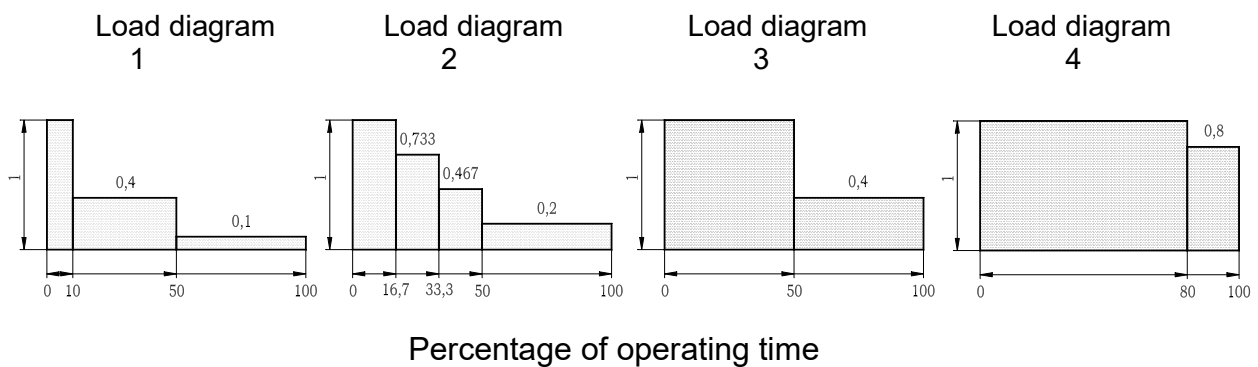 Load diagram
1
Load diagram
2
Load diagram
3
Load diagram
4
1
0,4
0,1
0 10 50 100
1
0,733
0,467
0,2
0 16,7 33,3 50 100
1
0,4
0 50 100
1
0,8
0 80 100
Percentage of operating time